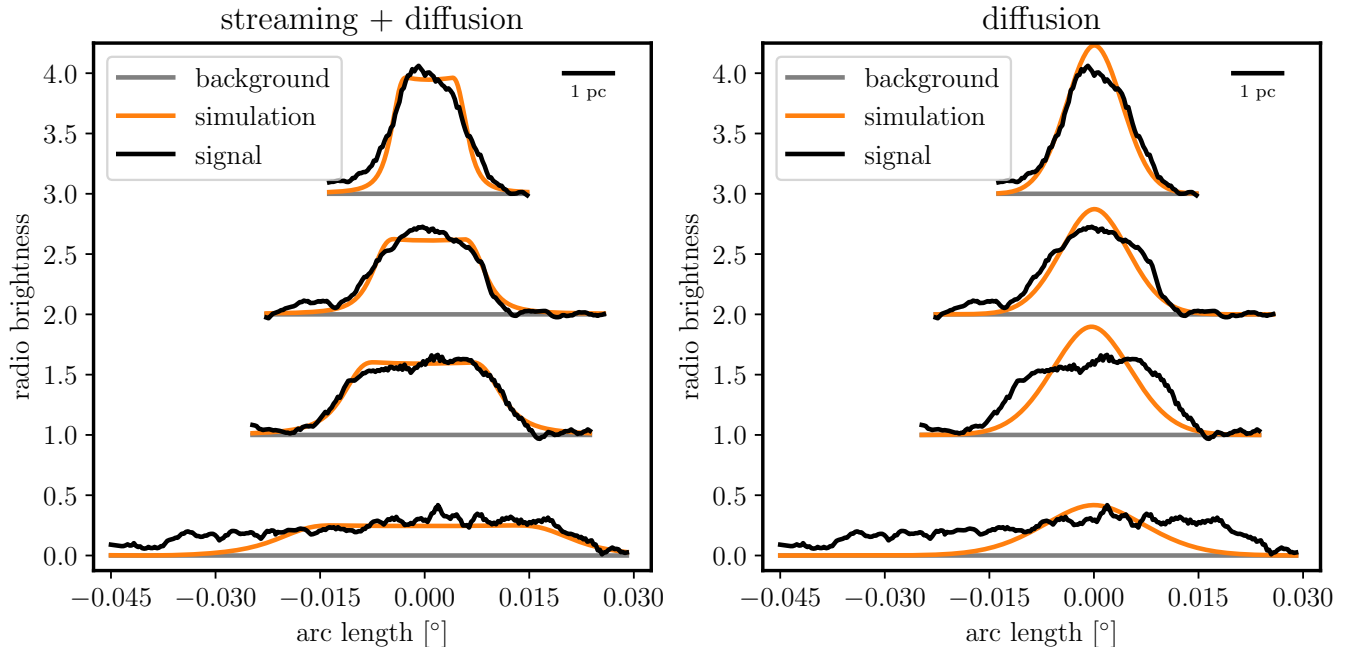 streaming + diffusion
background
simulation
signal
1 pc
radio brightness
4.0
3.5
3.0
2.5
2.0
1.5
1.0
0.5
0.0
−0.045 −0.030 −0.015 0.000 0.015 0.030
arc length [°]
diffusion
background
simulation
signal
1 pc
radio brightness
4.0
3.5
3.0
2.5
2.0
1.5
1.0
0.5
0.0
−0.045 −0.030 −0.015 0.000 0.015 0.030
arc length [°]